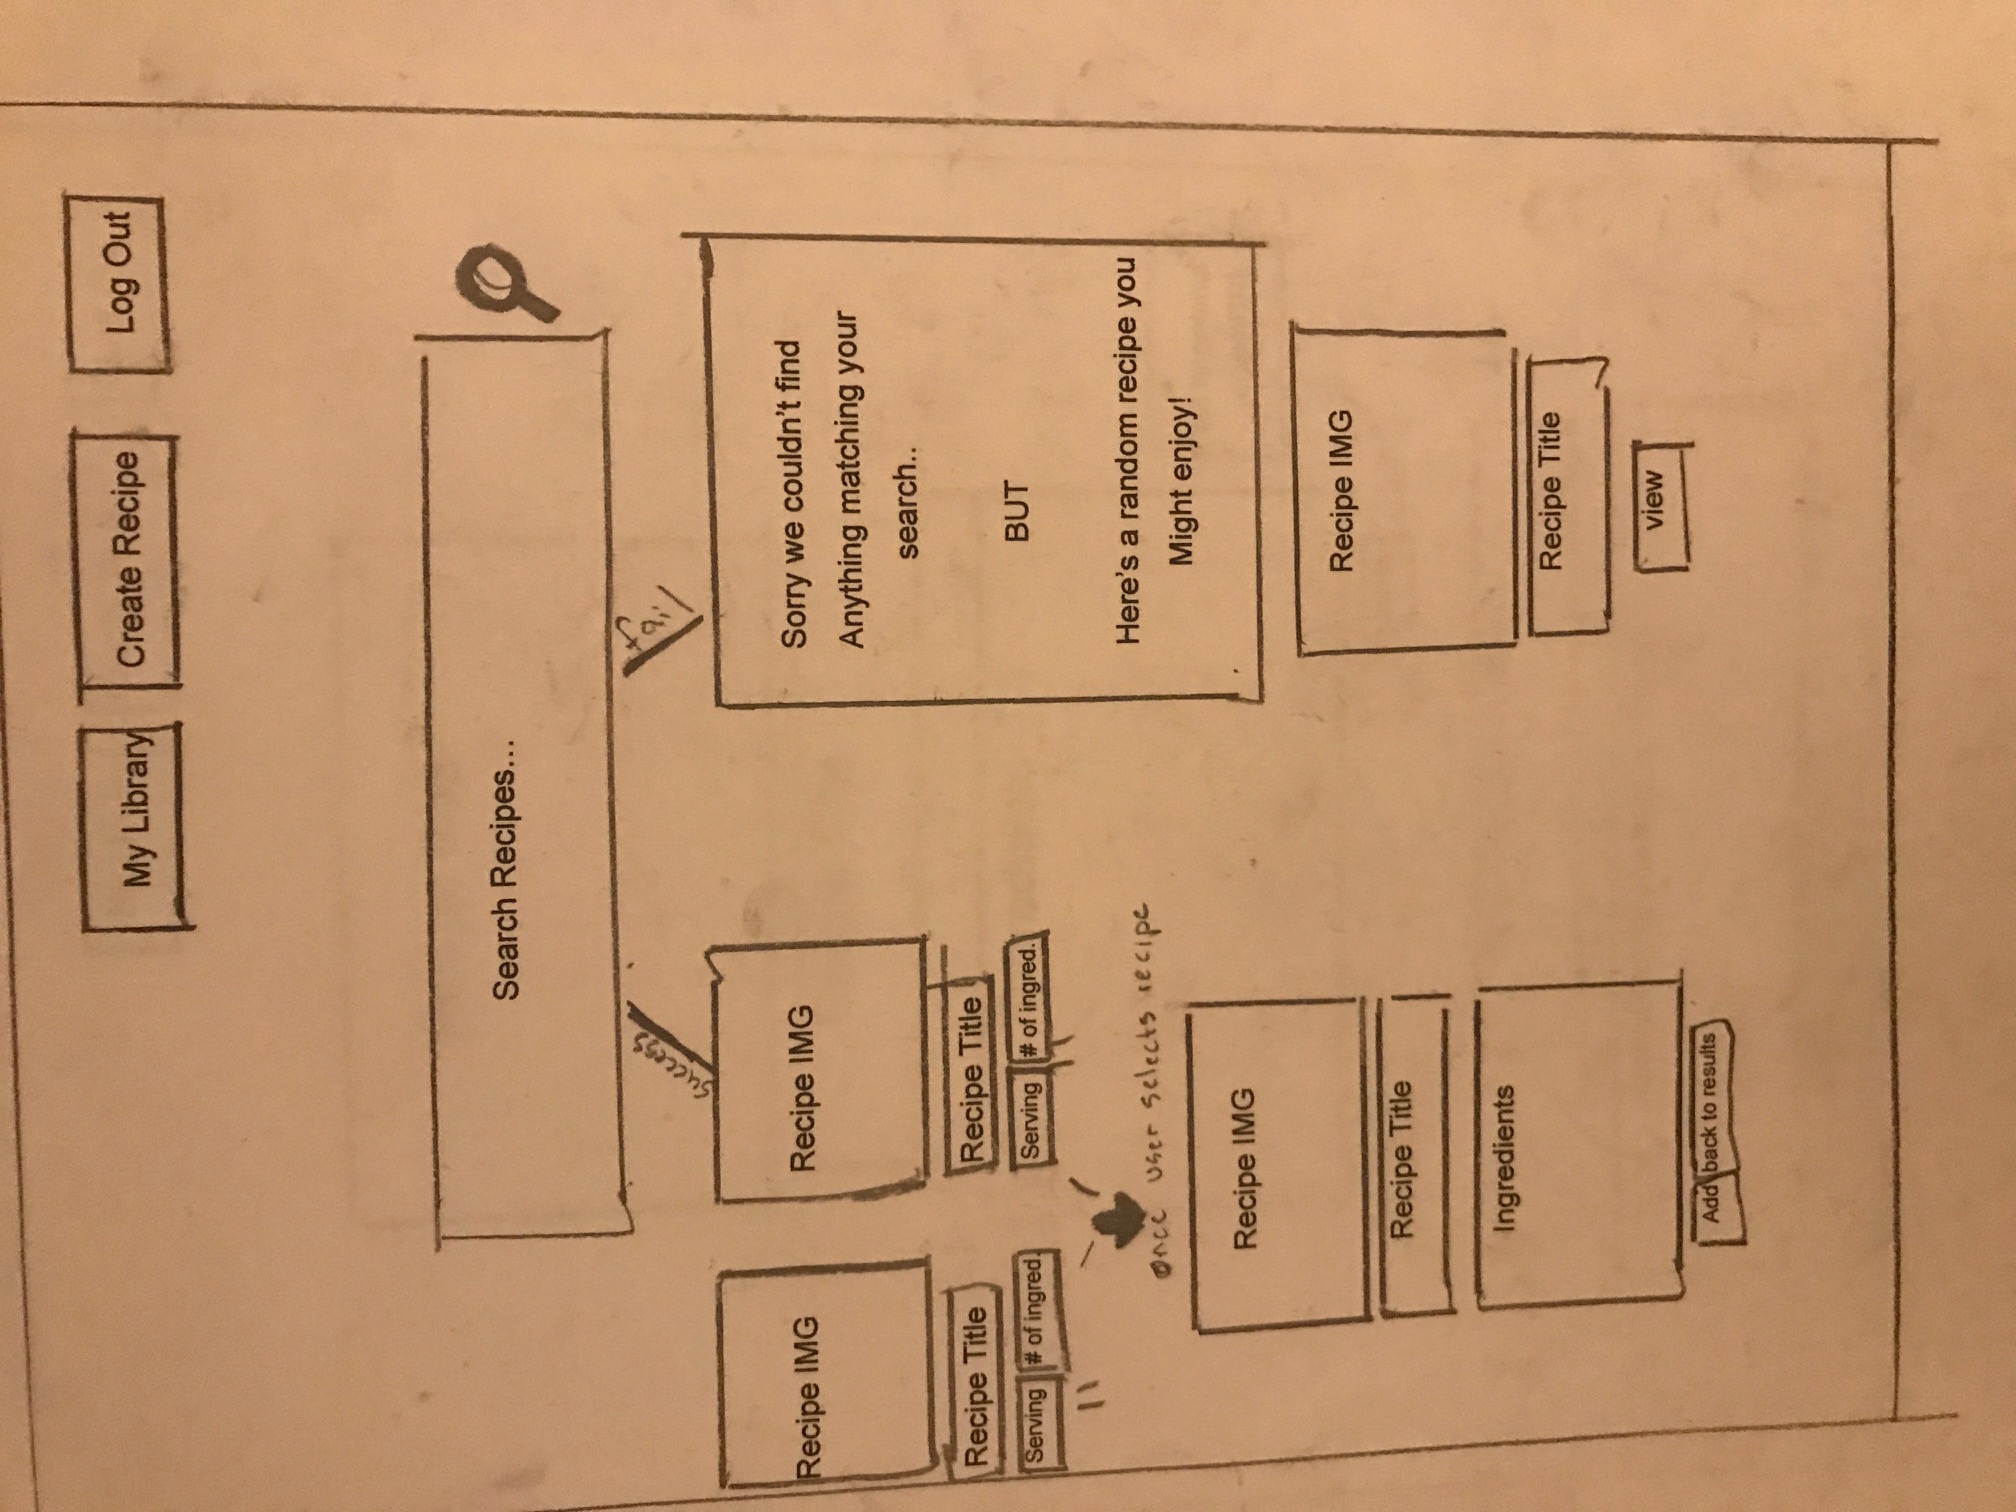 My Library
Create Recipe
Log Out
Search Recipes...
success
fail
Recipe IMG
Recipe Title
Serving
# of ingred.
Recipe IMG
Recipe Title
Serving
# of ingred.
Once user selects recipe
Recipe IMG
Recipe Title
Ingredients
Add
back to results
Sorry we couldn't find
Anything matching your
search..
BUT
Here's a random recipe you
Might enjoy!
Recipe IMG
Recipe Title
view